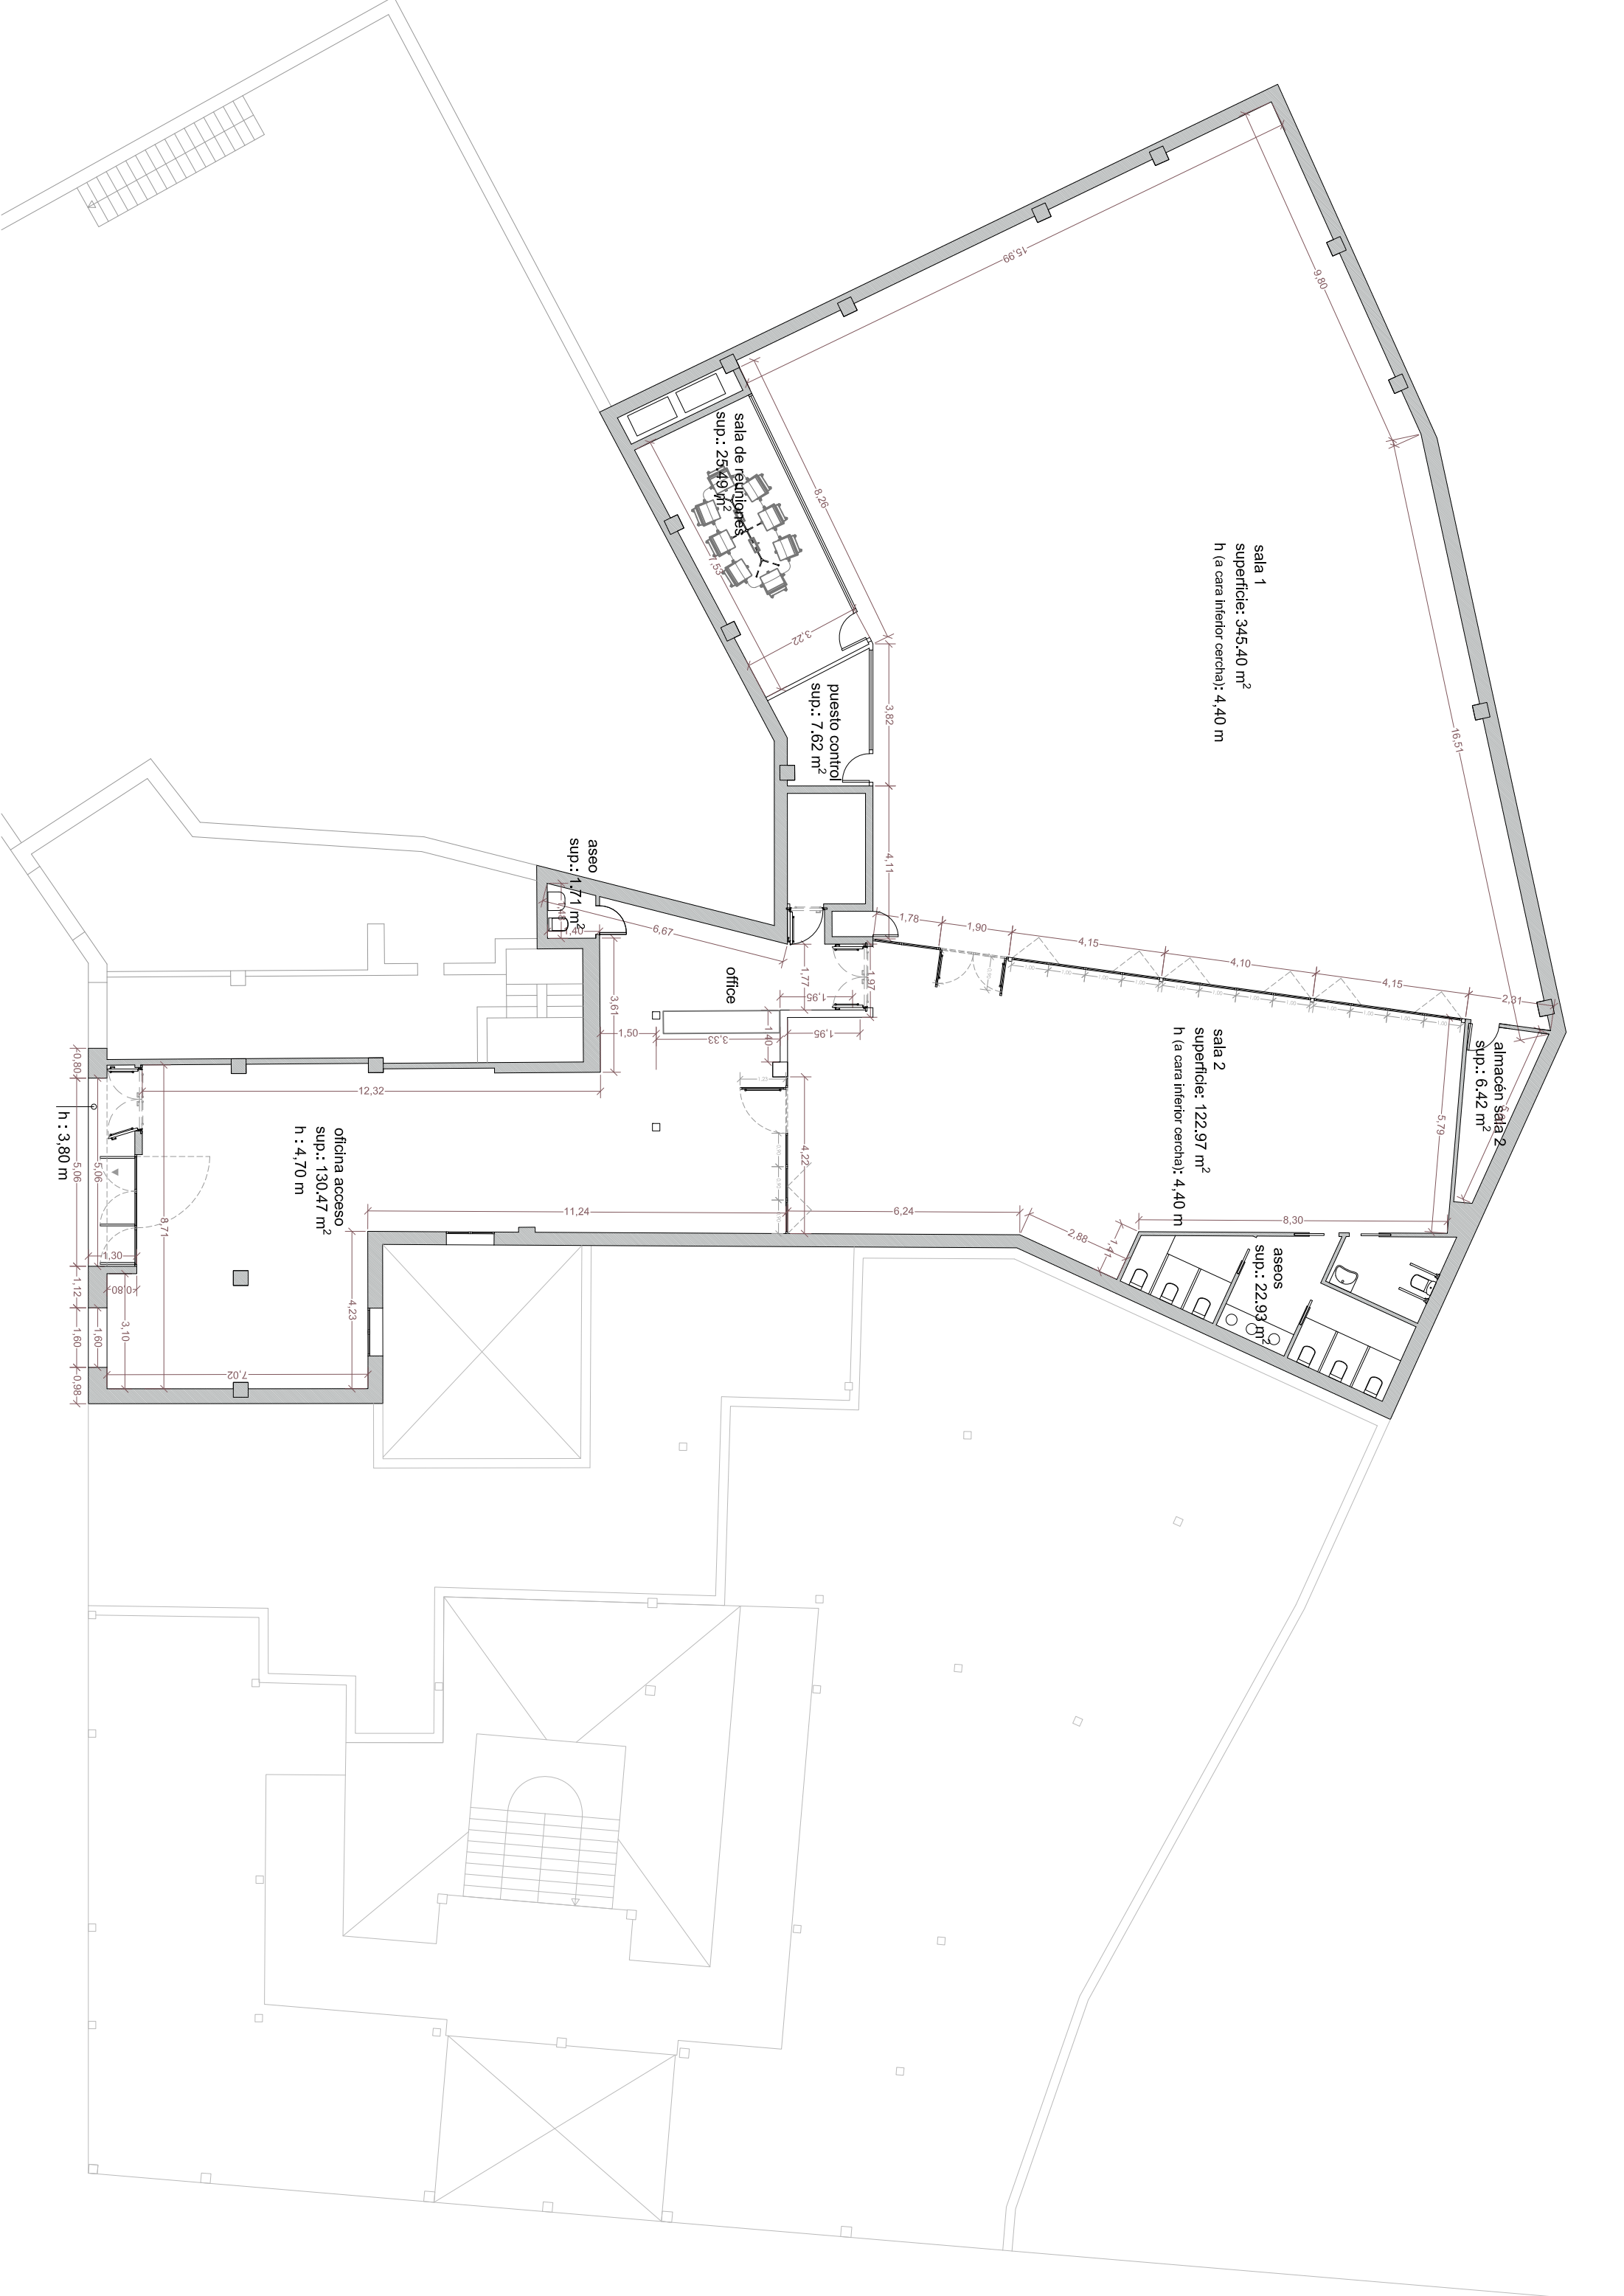 sala 1
superficie: 345.40 m²
h (a cara inferior cercha): 4,40 m
15,99
9,80
16,51
sala de reuniones
sup.: 25.49 m²
8,26
3,22
puesto control
sup.: 7.62 m²
3,82
4,11
1,78
1,90
4,15
4,10
4,15
2,31
aseo
sup.: 1.71 m²
1,40
6,67
3,61
office
1,77
1,97
1,95
1,95
1,50
3,33
1,40
sala 2
superficie: 122.97 m²
h (a cara inferior cercha): 4,40 m
5,79
almacén sala 2
sup.: 6.42 m²
4,22
6,24
2,88
8,30
aseos
sup.: 22.93 m²
12,32
11,24
oficina acceso
sup.: 130.47 m²
h : 4,70 m
h : 3,80 m
0,80
5,06
5,06
8,71
1,30
0,80
1,12
3,10
1,60
1,60
0,98
7,02
4,23